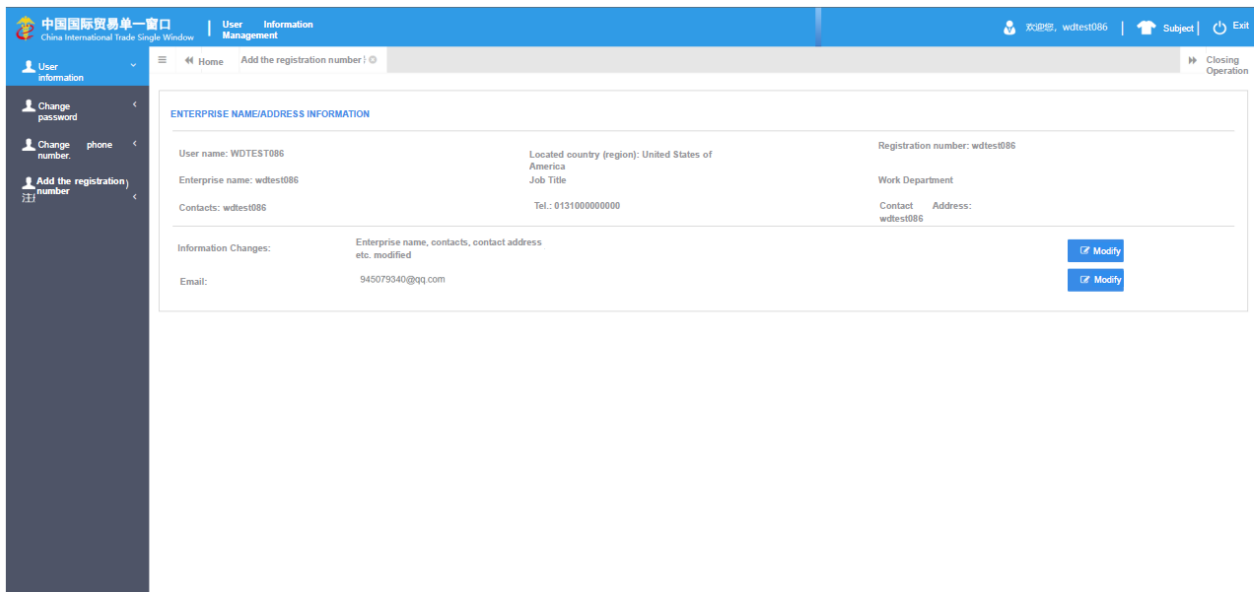 中国国际贸易单一窗口
China International Trade Single Window
User Information
Management
欢迎您，wdtest086
Subject
Exit
User
information
Home
Add the registration number
Closing
Operation
Change
password
Change phone
number.
Add the registration
number
注
ENTERPRISE NAME/ADDRESS INFORMATION
User name: WDTEST086
Located country (region): United States of
America
Registration number: wdtest086
Enterprise name: wdtest086
Job Title
Work Department
Contacts: wdtest086
Tel.: 0131000000000
Contact Address:
wdtest086
Information Changes:
Enterprise name, contacts, contact address
etc. modified
Modify
Email:
945079340@qq.com
Modify